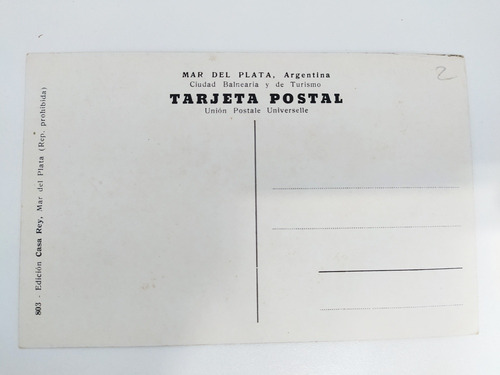 MAR DEL PLATA, Argentina
Ciudad Balnearia y de Turismo
TARJETA POSTAL
Unión Postale Universelle
2
803 - Edición Casa Rey, Mar del Plata (Rep. prohibida)